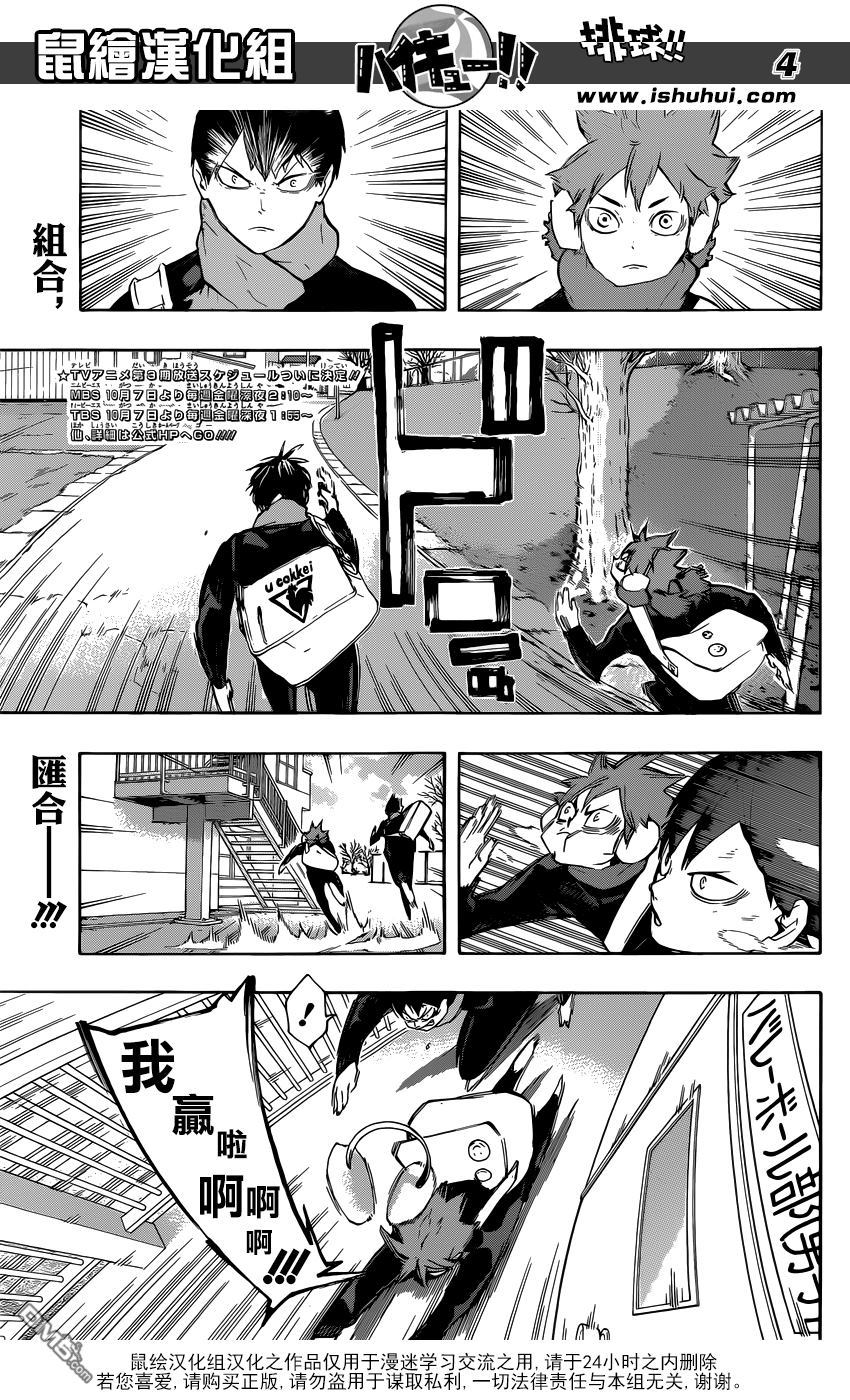 鼠繪漢化組
ハイキュー!!
排球!!
4
www.ishuhui.com
組合,
☆TVアニメ第3期放送スケジュールついに決定!!
MBS 10月7日より毎週金曜深夜2:10〜
TBS 10月7日より毎週金曜深夜1:55〜
他、詳細は公式HPへGO!!!!
ドドドド
u cokkei
匯合——!!!
!
我贏啦啊啊啊!!!
バレーボール部男子
鼠绘汉化组汉化之作品仅用于漫迷学习交流之用, 请于24小时之内删除
若您喜爱, 请购买正版, 请勿盗用于谋取私利, 一切法律责任与本组无关, 谢谢.